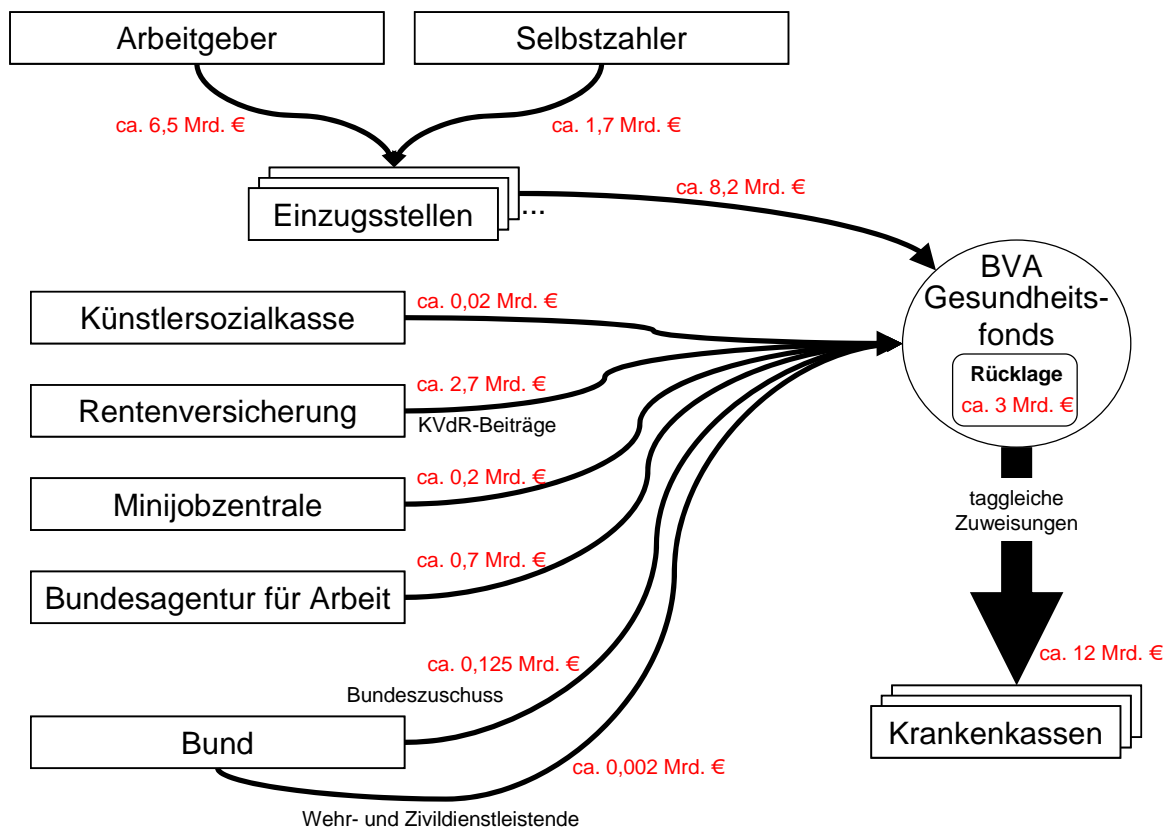 Arbeitgeber
Selbstzahler
ca. 6,5 Mrd. €
ca. 1,7 Mrd. €
Einzugsstellen
...
ca. 8,2 Mrd. €
BVA
Gesundheits-
fonds
Rücklage
ca. 3 Mrd. €
Künstlersozialkasse
ca. 0,02 Mrd. €
Rentenversicherung
ca. 2,7 Mrd. €
KVdR-Beiträge
Minijobzentrale
ca. 0,2 Mrd. €
Bundesagentur für Arbeit
ca. 0,7 Mrd. €
Bund
ca. 0,125 Mrd. €
Bundeszuschuss
ca. 0,002 Mrd. €
Wehr- und Zivildienstleistende
taggleiche
Zuweisungen
ca. 12 Mrd. €
Krankenkassen